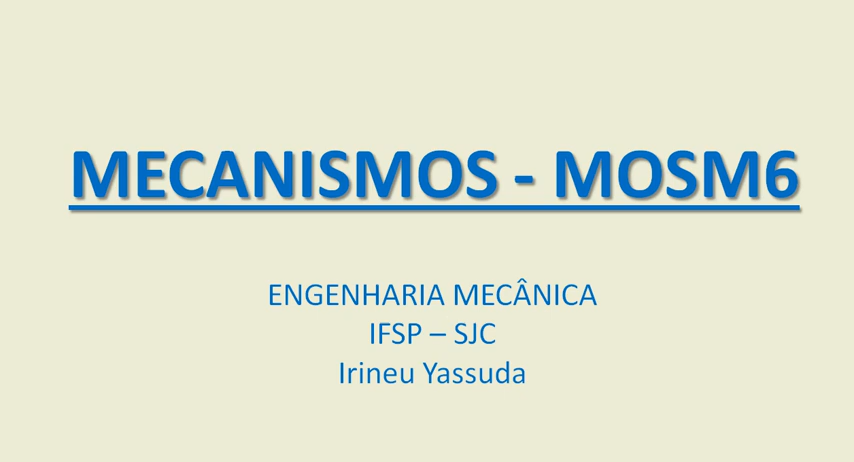 MECANISMOS - MOSM6
ENGENHARIA MECÂNICA
IFSP – SJC
Irineu Yassuda